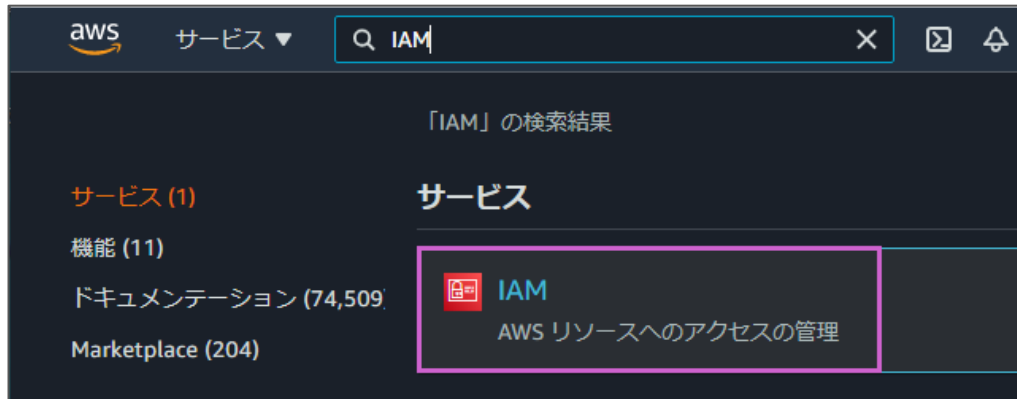 aws サービス ▼ IAM
「IAM」の検索結果
サービス (1)
サービス
機能 (11)
IAM
ドキュメンテーション (74,509)
AWS リソースへのアクセスの管理
Marketplace (204)